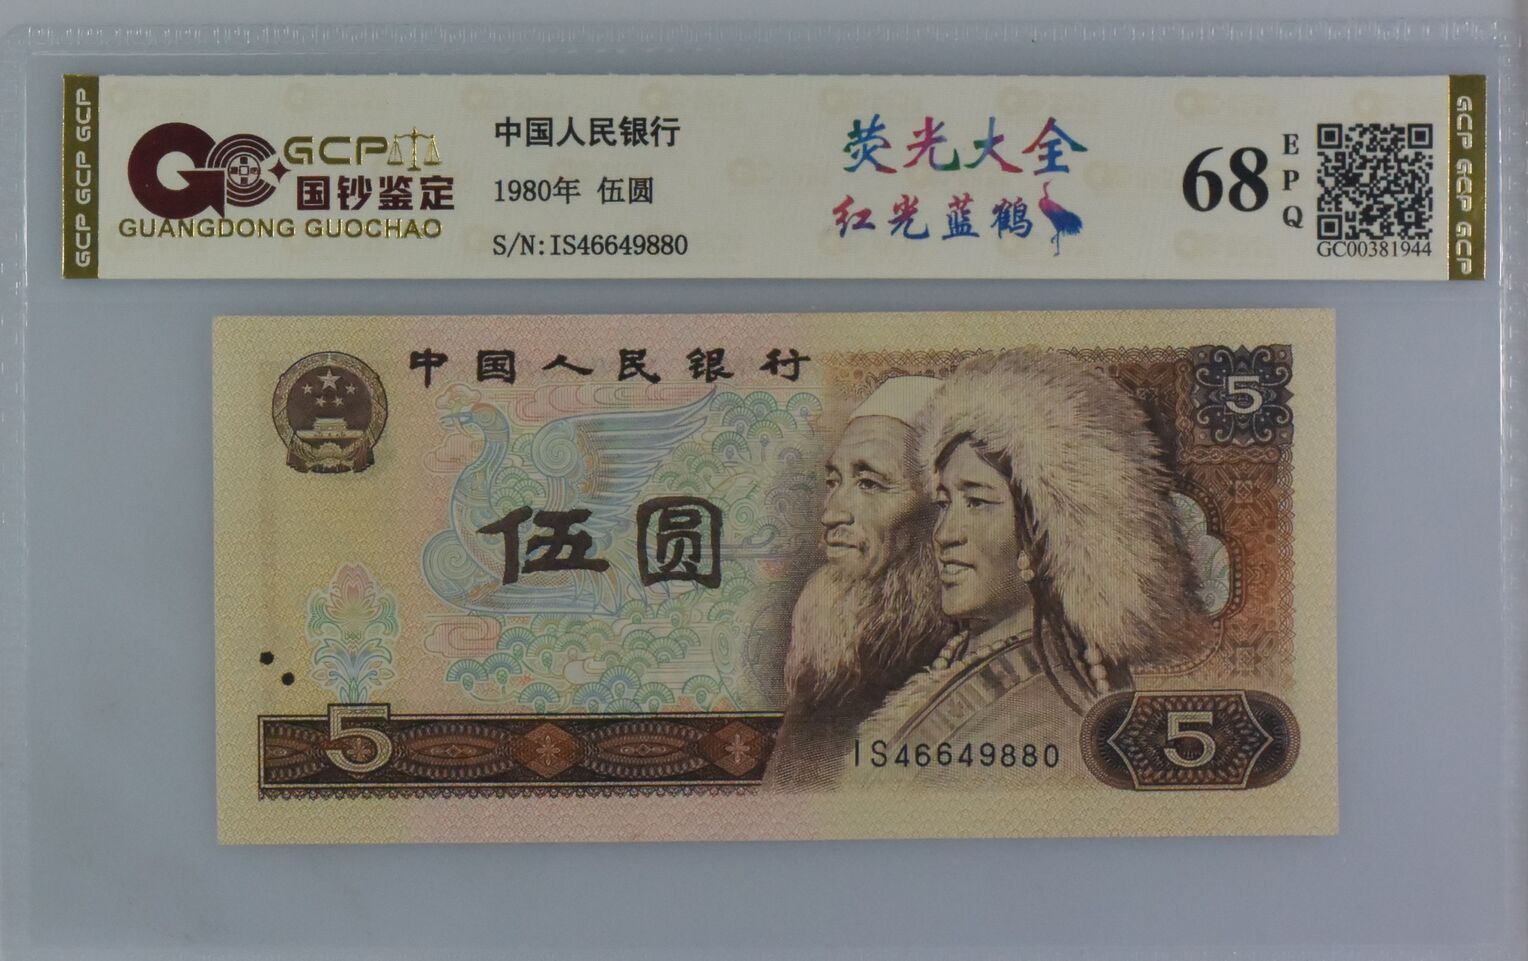 GCP GCP GCP
GCP
国钞鉴定
GUANGDONG GUOCHAO
中国人民银行
1980年 伍圆
S/N:IS46649880
荧光大全
红光蓝鹤
68
E
P
Q
GC00381944
GCP GCP GCP
中国人民银行
5
伍圆
5
IS46649880
5